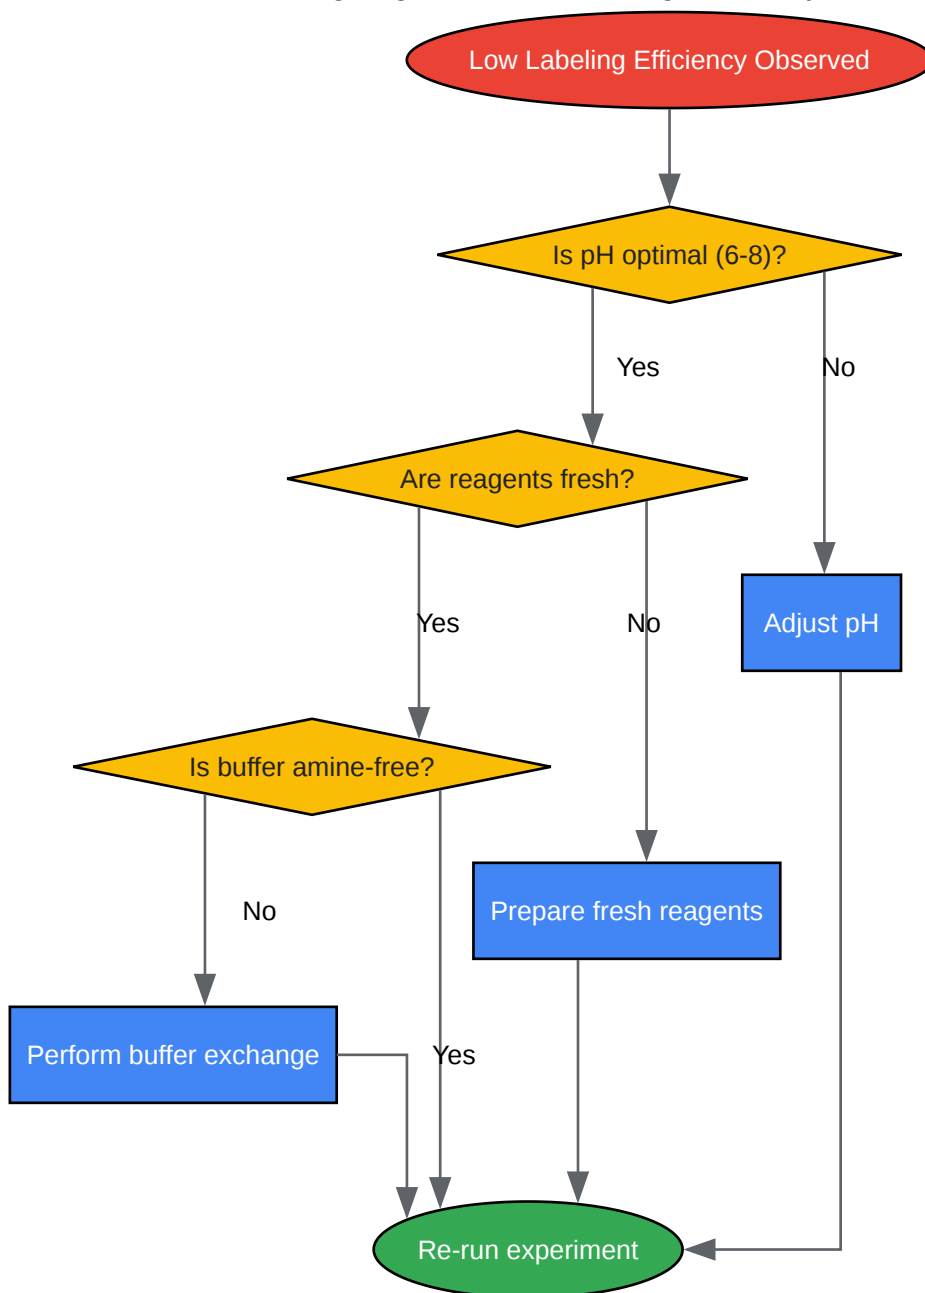 Low Labeling Efficiency Observed
Is pH optimal (6-8)?
Yes
No
Are reagents fresh?
Yes
No
Adjust pH
Is buffer amine-free?
No
Prepare fresh reagents
Perform buffer exchange
Yes
Re-run experiment